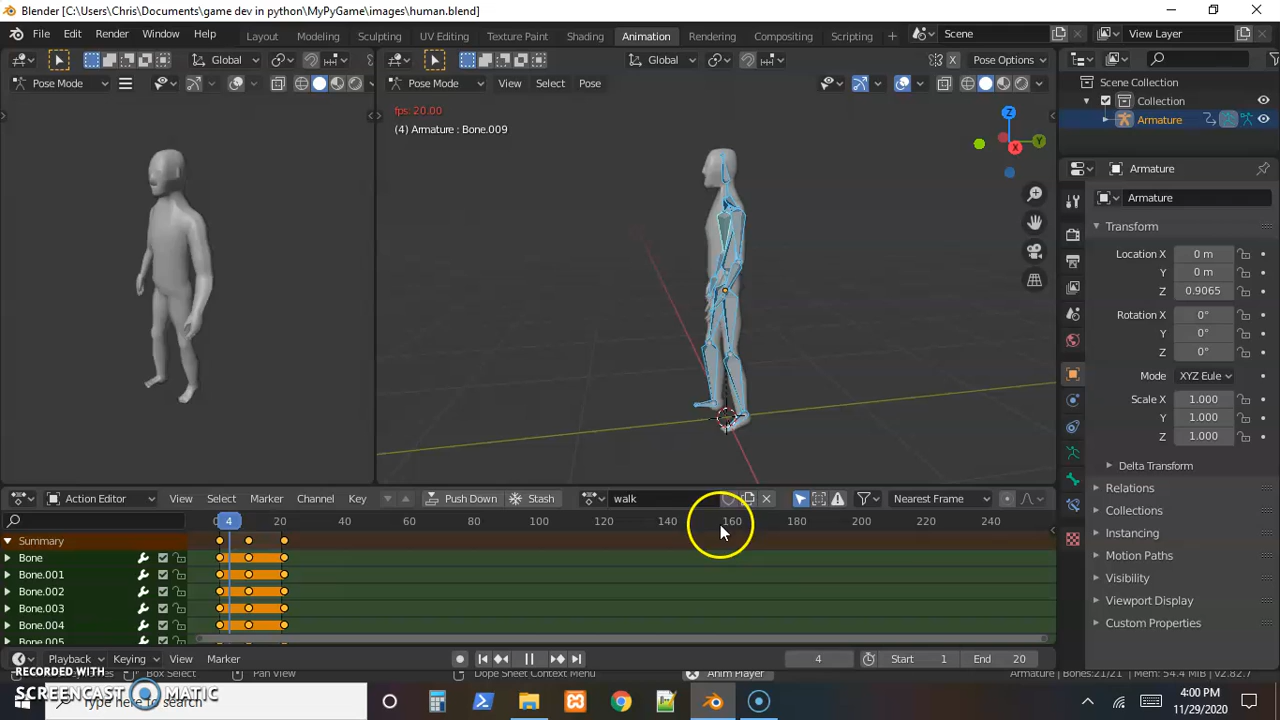 Blender [C:\Users\Chris\Documents\game dev in python\MyPyGame\images\human.blend]
File Edit Render Window Help Layout Modeling Sculpting UV Editing Texture Paint Shading Animation Rendering Compositing Scripting + Scene View Layer
Global Global Pose Options
Pose Mode Pose Mode View Select Pose
Scene Collection
Collection
Armature
fps: 20.00
(4) Armature : Bone.009
Z
Y
X
Armature
Armature
Transform
Location X 0 m
Y 0 m
Z 0.9065
Rotation X 0°
Y 0°
Z 0°
Mode XYZ Eule
Scale X 1.000
Y 1.000
Z 1.000
Delta Transform
Relations
Collections
Instancing
Motion Paths
Visibility
Viewport Display
Custom Properties
Action Editor View Select Marker Channel Key Push Down Stash walk Nearest Frame
4 20 40 60 80 100 120 140 160 180 200 220 240
Summary
Bone
Bone.001
Bone.002
Bone.003
Bone.004
Bone.005
Playback Keying View Marker 4 Start 1 End 20
Box Select Pan View Dope Sheet Context Menu Anim Player Armature | Bones:21/21 Mem: 54.4 MiB | v2.82.7
RECORDED WITH
SCREENCAST MATIC
Type here to search
4:00 PM
11/29/2020